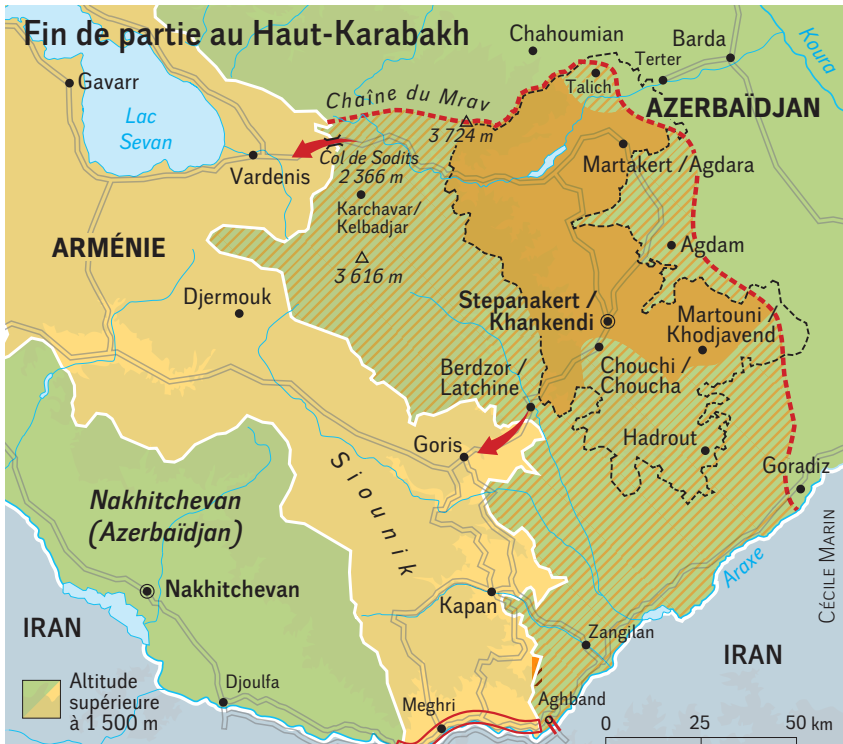 Fin de partie au Haut-Karabakh
Chahoumian
Barda
Koura
Terter
Gavarr
Talich
Chaîne du Mrav
AZERBAÏDJAN
Lac
Sevan
3 724 m
Col de Sodits
2 366 m
Vardenis
Martakert / Agdara
Karchavar/
Kelbadjar
ARMÉNIE
Agdam
3 616 m
Djermouk
Stepanakert /
Khankendi
Martouni /
Khodjavend
Berdzor /
Latchine
Chouchi /
Choucha
Goris
Hadrout
Siounik
Goradiz
Nakhitchevan
(Azerbaïdjan)
Araxe
CÉCILE MARIN
Nakhitchevan
Kapan
IRAN
Zangilan
IRAN
Altitude
supérieure
à 1 500 m
Djoulfa
Meghri
Aghband
0 25 50 km